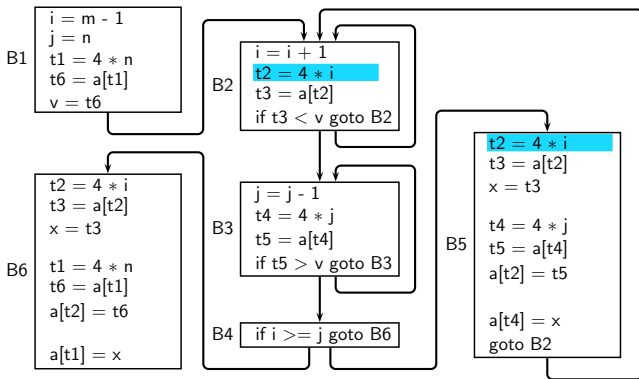 B1
i = m - 1
j = n
t1 = 4 * n
t6 = a[t1]
v = t6
B2
i = i + 1
t2 = 4 * i
t3 = a[t2]
if t3 < v goto B2
B3
j = j - 1
t4 = 4 * j
t5 = a[t4]
if t5 > v goto B3
B4
if i >= j goto B6
B5
t2 = 4 * i
t3 = a[t2]
x = t3
t4 = 4 * j
t5 = a[t4]
a[t2] = t5
a[t4] = x
goto B2
B6
t2 = 4 * i
t3 = a[t2]
x = t3
t1 = 4 * n
t6 = a[t1]
a[t2] = t6
a[t1] = x